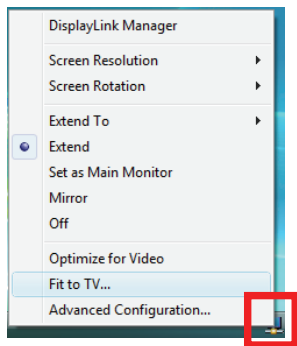 DisplayLink Manager
Screen Resolution
Screen Rotation
Extend To
Extend
Set as Main Monitor
Mirror
Off
Optimize for Video
Fit to TV...
Advanced Configuration...